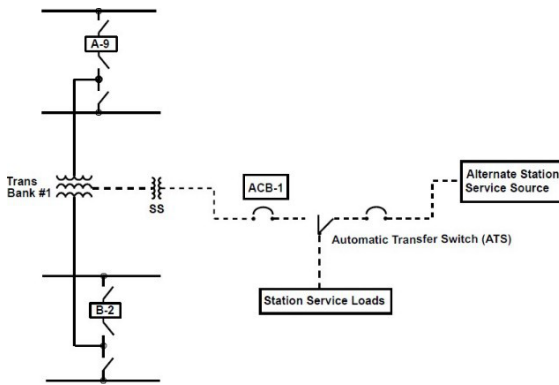 A-9
Trans
Bank #1
SS
ACB-1
Alternate Station
Service Source
Automatic Transfer Switch (ATS)
Station Service Loads
B-2